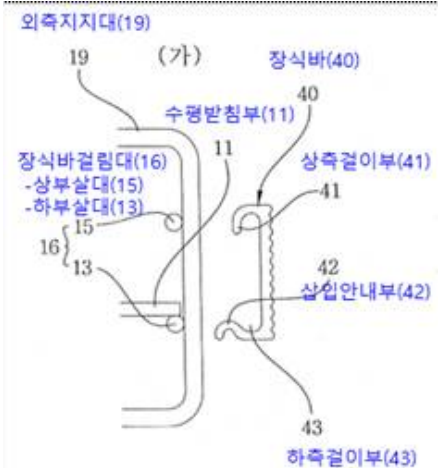 외측지지대(19)
19
(가)
장식바(40)
40
수평받침부(11)
11
장식바걸림대(16)
-상부살대(15)
-하부살대(13)
상측걸이부(41)
41
15
16
13
42
삽입안내부(42)
43
하측걸이부(43)